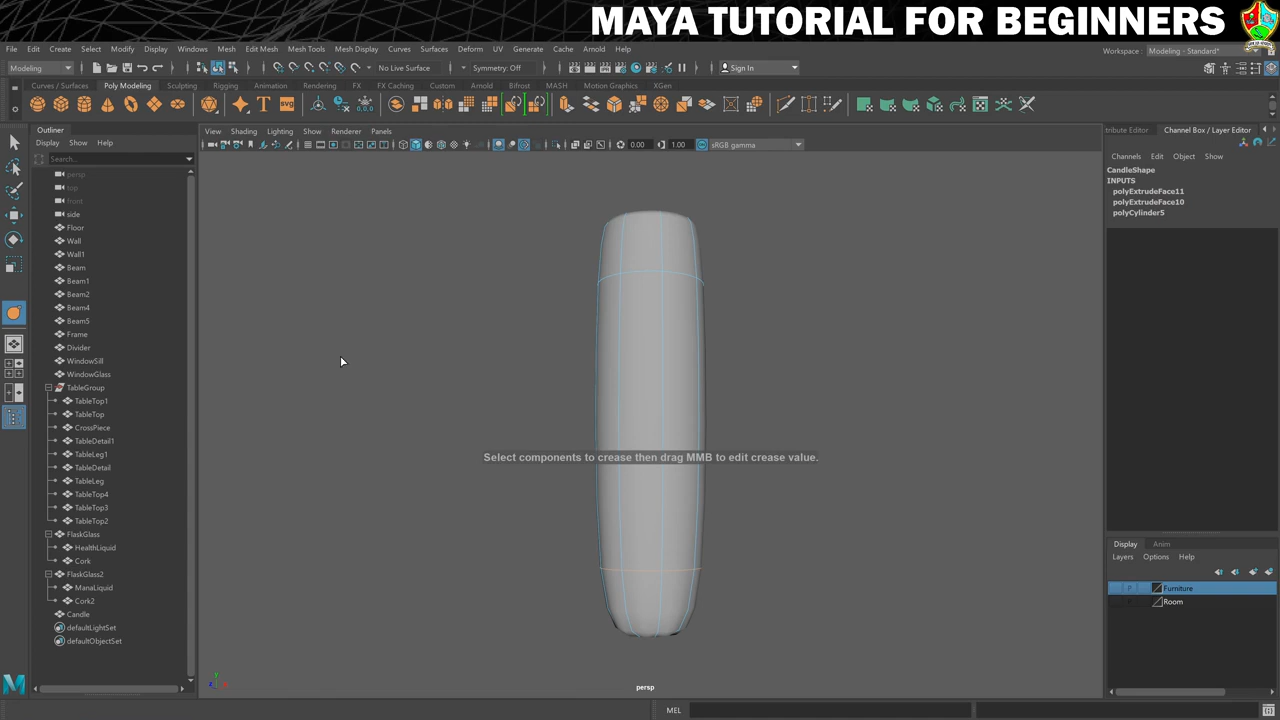 MAYA TUTORIAL FOR BEGINNERS
File Edit Create Select Modify Display Windows Mesh Edit Mesh Mesh Tools Mesh Display Curves Surfaces Deform UV Generate Cache Arnold Help
Workspace : Modeling - Standard*
Modeling No Live Surface Symmetry: Off Sign In
Curves / Surfaces Poly Modeling Sculpting Rigging Animation Rendering FX FX Caching Custom Arnold Bifrost MASH Motion Graphics XGen
Outliner
Display Show Help
Search...
View Shading Lighting Show Renderer Panels
0.00 1.00 sRGB gamma
persp
top
front
side
Floor
Wall
Wall1
Beam
Beam1
Beam2
Beam4
Beam5
Frame
Divider
WindowSill
WindowGlass
TableGroup
TableTop1
TableTop
CrossPiece
TableDetail1
TableLeg1
TableDetail
TableLeg
TableTop4
TableTop3
TableTop2
FlaskGlass
HealthLiquid
Cork
FlaskGlass2
ManaLiquid
Cork2
Candle
defaultLightSet
defaultObjectSet
Select components to crease then drag MMB to edit crease value.
persp
tribute Editor Channel Box / Layer Editor
Channels Edit Object Show
CandleShape
INPUTS
polyExtrudeFace11
polyExtrudeFace10
polyCylinder5
Display Anim
Layers Options Help
P Furniture
Room
MEL